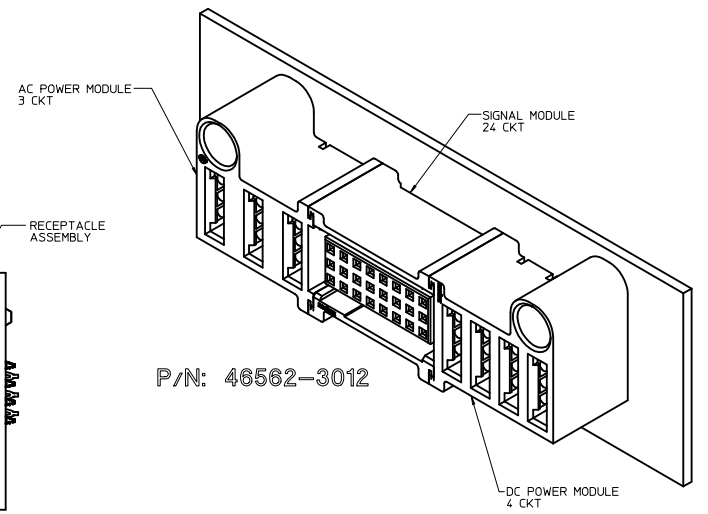 AC POWER MODULE
3 CKT
SIGNAL MODULE
24 CKT
RECEPTACLE
ASSEMBLY
P/N: 46562-3012
DC POWER MODULE
4 CKT